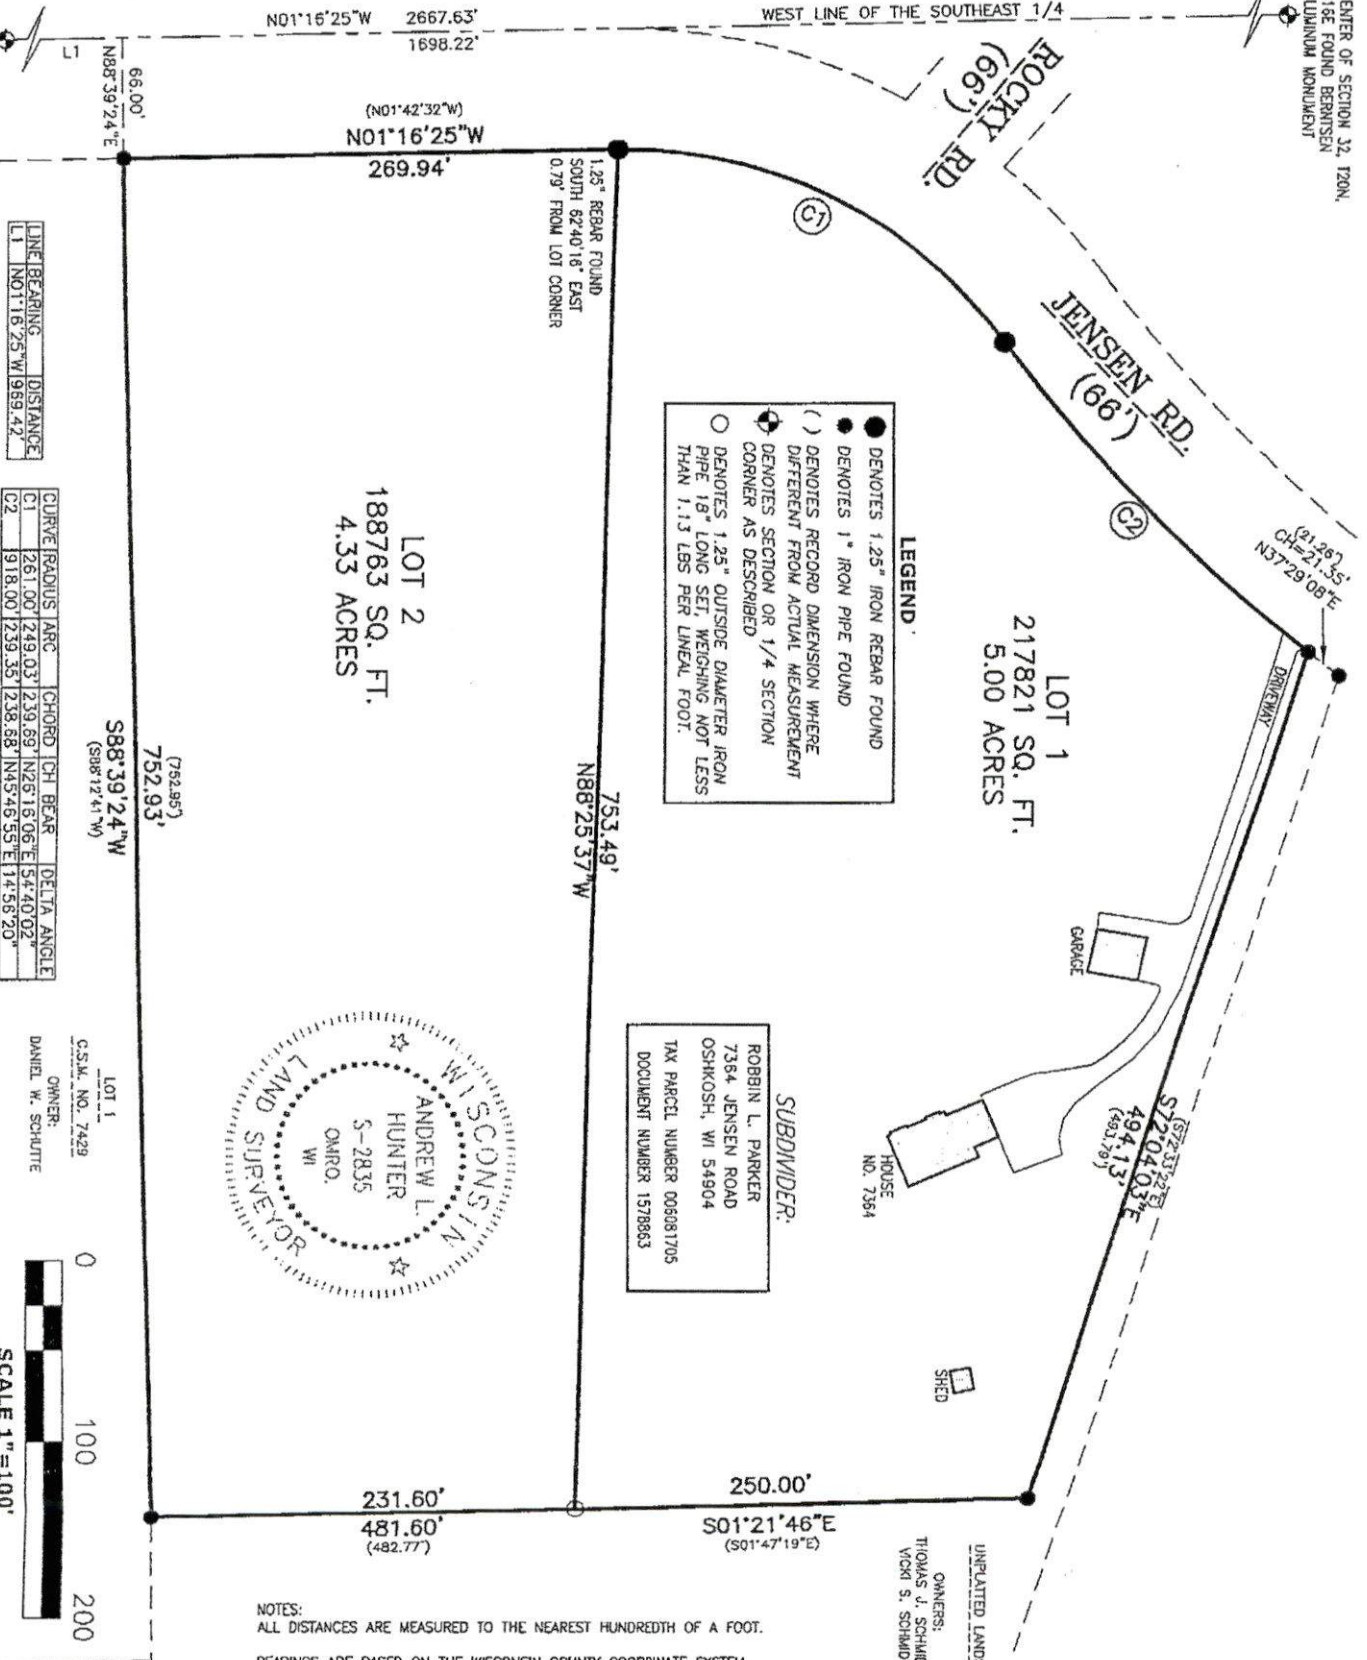 N01°16'25"W 2667.63'
1698.22'
WEST LINE OF THE SOUTHEAST 1/4
ENTER OF SECTION 32, T20N,
16E FOUND BERNTSEN
LUMINUM MONUMENT
L1
66.00'
N88°39'24"E
(N01°42'32"W)
N01°16'25"W
269.94'
ROCKY RD.
(66')
1.25" REBAR FOUND
SOUTH 62°40'16" EAST
0.79' FROM LOT CORNER
C1
JENSEN RD.
(66')
C2
(21.26')
CH=21.35'
N37°29'08"E
LINE BEARING DISTANCE
L1 N01°16'25"W 969.42'
CURVE RADIUS ARC CHORD CH BEAR DELTA ANGLE
C1 261.00' 249.03' 239.69' N26°16'06"E 54°40'02"
C2 918.00' 239.35' 238.68' N45°46'55"E 14°56'20"
LEGEND
DENOTES 1.25" IRON REBAR FOUND
DENOTES 1" IRON PIPE FOUND
( ) DENOTES RECORD DIMENSION WHERE
DIFFERENT FROM ACTUAL MEASUREMENT
DENOTES SECTION OR 1/4 SECTION
CORNER AS DESCRIBED
DENOTES 1.25" OUTSIDE DIAMETER IRON
PIPE 18" LONG SET, WEIGHING NOT LESS
THAN 1.13 LBS PER LINEAL FOOT.
LOT 2
188763 SQ. FT.
4.33 ACRES
LOT 1
217821 SQ. FT.
5.00 ACRES
DRIVEWAY
GARAGE
HOUSE
NO. 7364
SHED
(752.95')
752.93'
S88°39'24"W
(S88°12'41"W)
753.49'
N88°25'37"W
(S72°33'22"E)
S72°04'03"E
494.13'
(493.79')
SUBDIVIDER:
ROBBIN L. PARKER
7364 JENSEN ROAD
OSHKOSH, WI 54904
TAX PARCEL NUMBER 006081705
DOCUMENT NUMBER 1578863
WISCONSIN
ANDREW L.
HUNTER
S-2835
OMRO,
WI
LAND SURVEYOR
LOT 1
C.S.M. NO. 7429
OWNER:
DANIEL W. SCHUTTE
0 100 200
SCALE 1"=100'
231.60'
481.60'
(482.77')
250.00'
S01°21'46"E
(S01°47'19"E)
UNPLATTED LAND
OWNERS:
THOMAS J. SCHMI
VICKI S. SCHMID
NOTES:
ALL DISTANCES ARE MEASURED TO THE NEAREST HUNDREDTH OF A FOOT.
BEARINGS ARE BASED ON THE WISCONSIN COUNTY COORDINATE SYSTEM